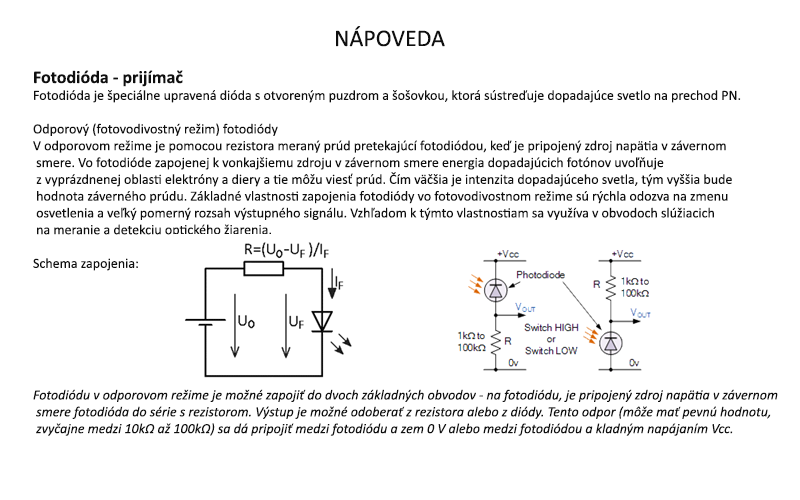 NÁPOVEDA
Fotodióda - prijímač
Fotodióda je špeciálne upravená dióda s otvoreným puzdrom a šošovkou, ktorá sústreďuje dopadajúce svetlo na prechod PN.
Odporový (fotovodivostný režim) fotodiódy
V odporovom režime je pomocou rezistora meraný prúd pretekajúcí fotodiódou, keď je pripojený zdroj napätia v závernom
smere. Vo fotodióde zapojenej k vonkajšiemu zdroju v závernom smere energia dopadajúcich fotónov uvoľňuje
z vyprázdnenej oblasti elektróny a diery a tie môžu viesť prúd. Čím väčšia je intenzita dopadajúceho svetla, tým vyššia bude
hodnota záverného prúdu. Základné vlastnosti zapojenia fotodiódy vo fotovodivostnom režime sú rýchla odozva na zmenu
osvetlenia a veľký pomerný rozsah výstupného signálu. Vzhľadom k týmto vlastnostiam sa využíva v obvodoch slúžiacich
na meranie a detekciu optického žiarenia.
Schema zapojenia:
R=(U₀-U_F)/I_F
I_F
U₀
U_F
+Vcc
Photodiode
V_OUT
1kΩ to
100kΩ
R
0v
Switch HIGH
or
Switch LOW
+Vcc
R
1kΩ to
100kΩ
V_OUT
0v
Fotodiódu v odporovom režime je možné zapojiť do dvoch základných obvodov - na fotodiódu, je pripojený zdroj napätia v závernom
smere fotodióda do série s rezistorom. Výstup je možné odoberať z rezistora alebo z diódy. Tento odpor (môže mať pevnú hodnotu,
zvyčajne medzi 10kΩ až 100kΩ) sa dá pripojiť medzi fotodiódu a zem 0 V alebo medzi fotodiódou a kladným napájaním Vcc.